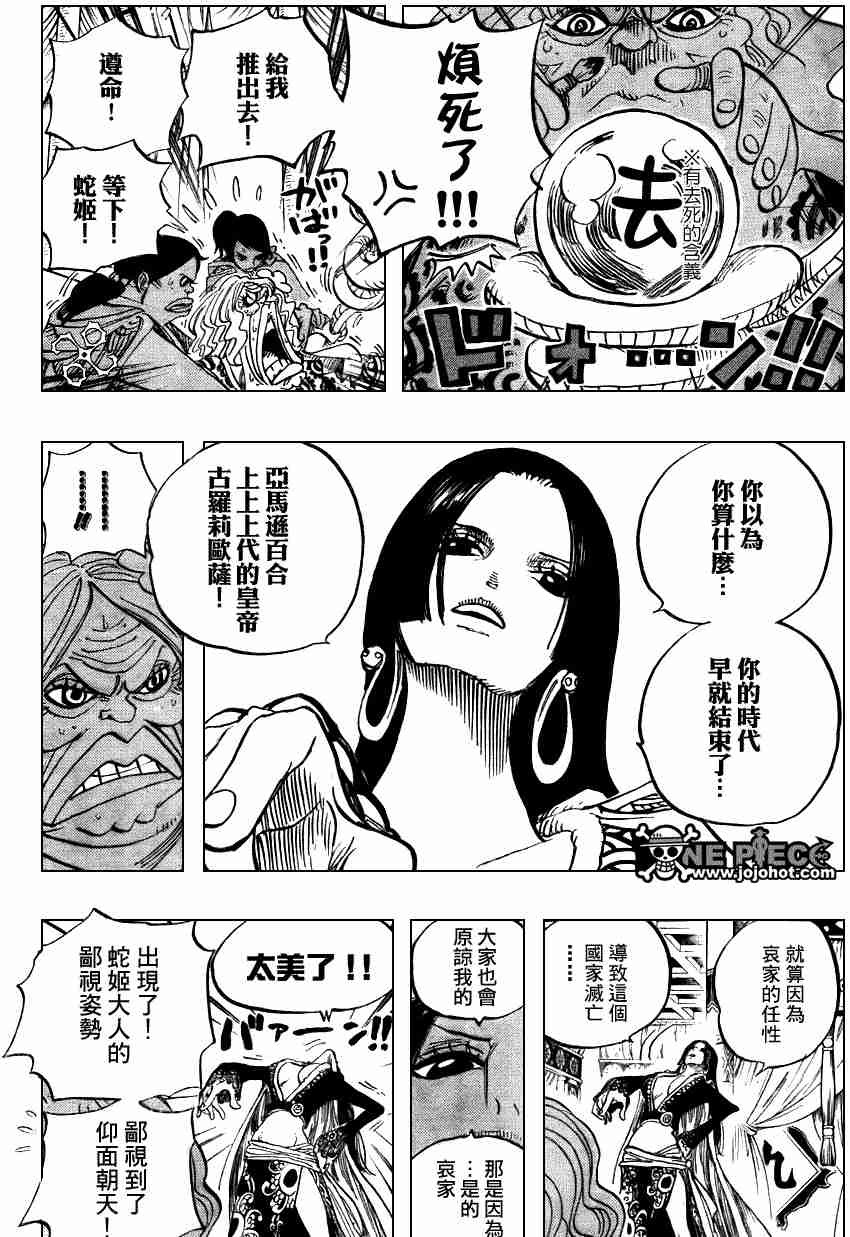 去
※有去死的含義
ドォ…ン!!
煩死了!!!
給我
推出去！
遵命！
等下！
蛇姬！
がばっ!!
你以為
你算什麼…
你的時代
早就結束了…
亞馬遜百合
上上上代的皇帝
古羅莉歐薩！
…………!!
ONE PIECE
www.jojohot.com
就算因為
哀家的任性
導致這個
國家滅亡
……
大家也會
原諒我的
那是因為
…是的
哀家
太美了！！
バァーーン!!
出現了！
蛇姬大人的
鄙視姿勢
鄙視到了
仰面朝天！